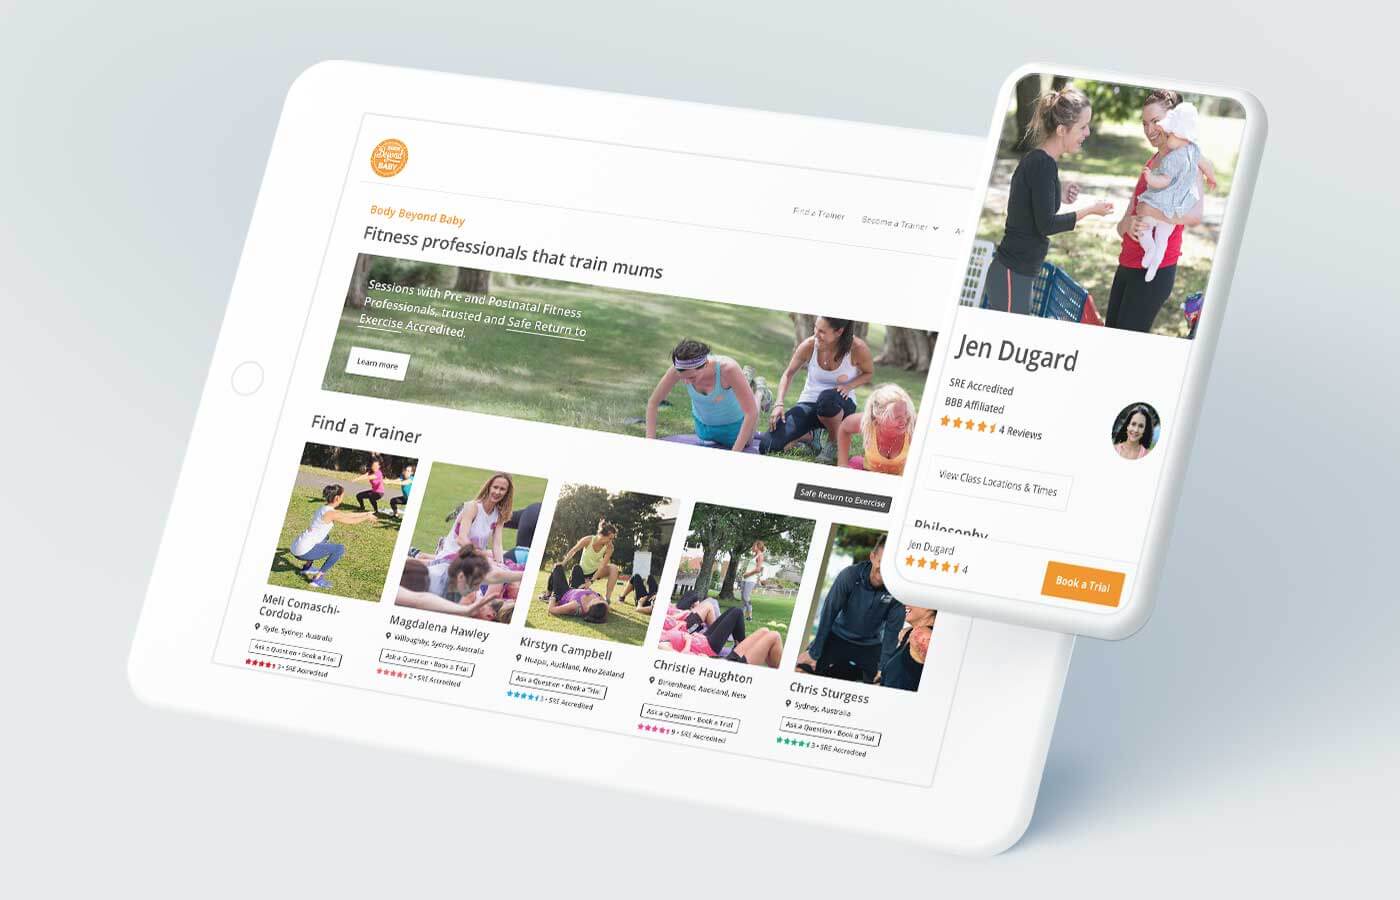 Beyond
BABY
Find a Trainer
Become a Trainer
Body Beyond Baby
Fitness professionals that train mums
Sessions with Pre and Postnatal Fitness
Professionals, trusted and Safe Return to
Exercise Accredited.
Learn more
Find a Trainer
Safe Return to Exercise
Meli Comaschi-
Cordoba
Ryde, Sydney, Australia
Ask a Question • Book a Trial
3 • SRE Accredited
Magdalena Hawley
Willoughby, Sydney, Australia
Ask a Question • Book a Trial
2 • SRE Accredited
Kirstyn Campbell
Huapai, Auckland, New Zealand
Ask a Question • Book a Trial
3 • SRE Accredited
Christie Haughton
Birkenhead, Auckland, New
Zealand
Ask a Question • Book a Trial
9 • SRE Accredited
Chris Sturgess
Sydney, Australia
Ask a Question • Book a Trial
3 • SRE Accredited
Jen Dugard
SRE Accredited
BBB Affiliated
4 Reviews
View Class Locations & Times
Philosophy
Jen Dugard
4
Book a Trial